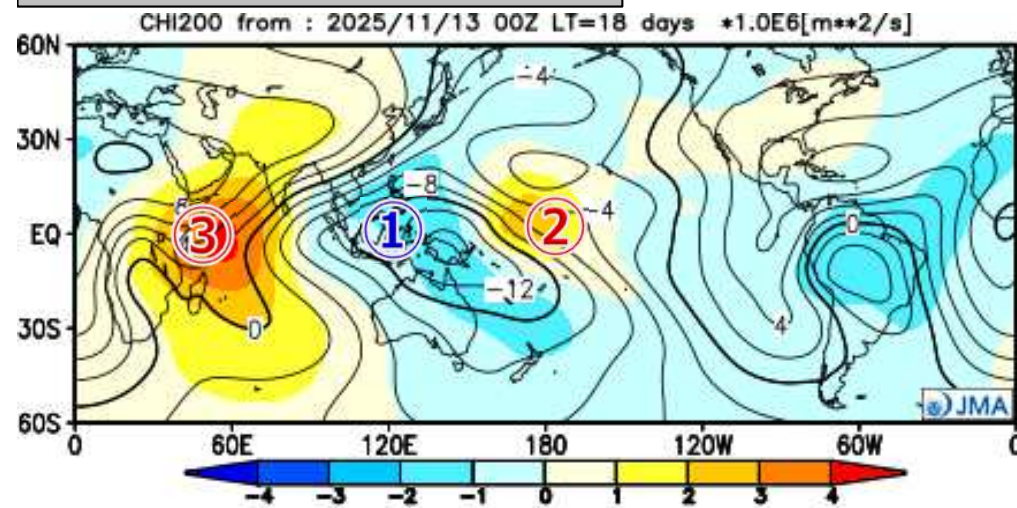 CHI200 from : 2025/11/13 00Z LT=18 days *1.0E6[m**2/s]
60N
30N
EQ
30S
60S
-4
-8
3
1
2
-4
0
-12
0
4
JMA
0 60E 120E 180 120W 60W 0
-4 -3 -2 -1 0 1 2 3 4